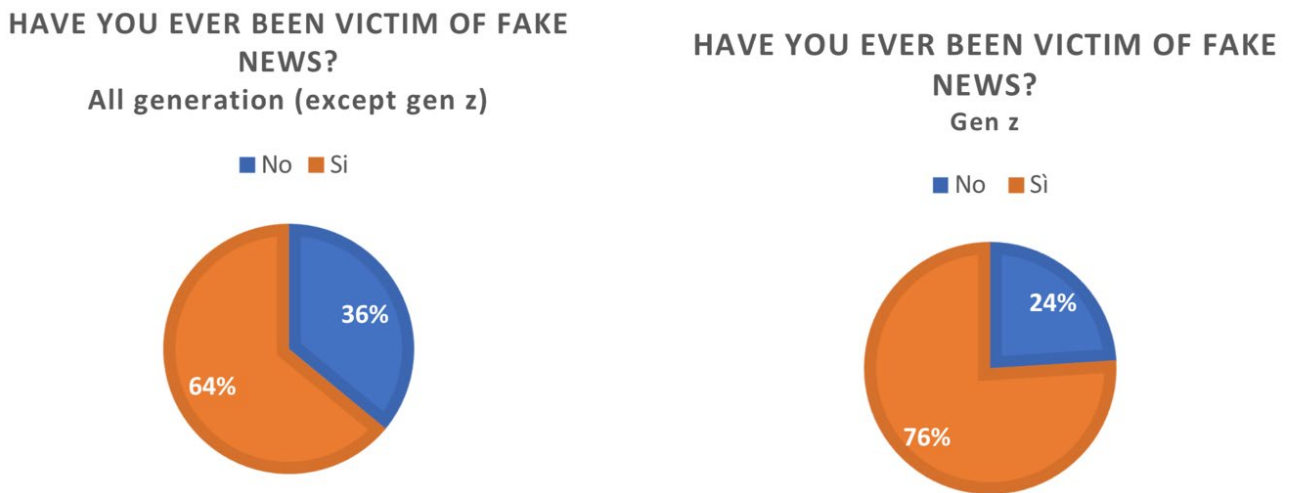 HAVE YOU EVER BEEN VICTIM OF FAKE
NEWS?
All generation (except gen z)
No Si
36%
64%
HAVE YOU EVER BEEN VICTIM OF FAKE
NEWS?
Gen z
No Sì
24%
76%